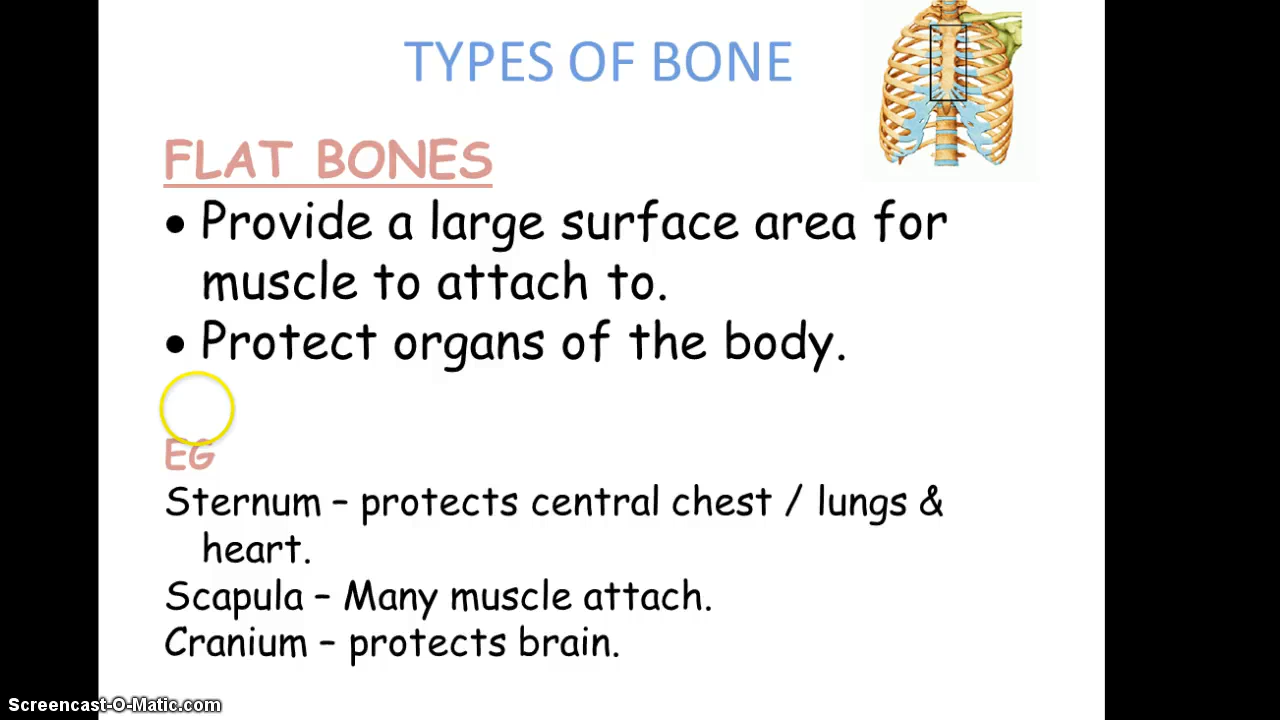 TYPES OF BONE
FLAT BONES
• Provide a large surface area for
muscle to attach to.
• Protect organs of the body.
EG
Sternum – protects central chest / lungs &
heart.
Scapula – Many muscle attach.
Cranium – protects brain.
Screencast-O-Matic.com